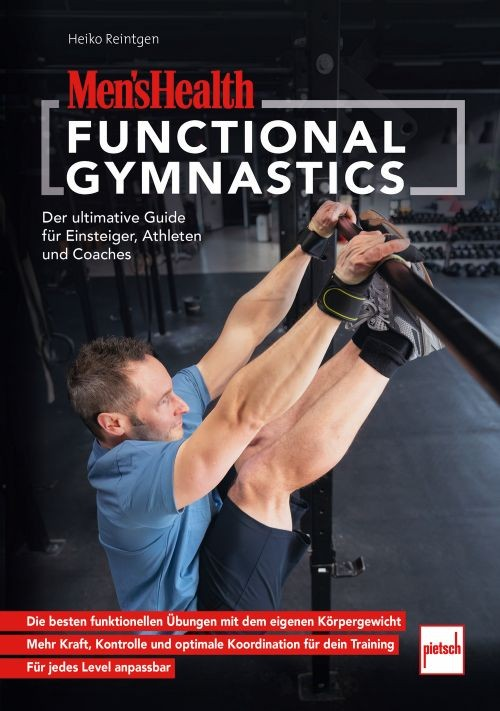 Heiko Reintgen
Men'sHealth
FUNCTIONAL
GYMNASTICS
Der ultimative Guide
für Einsteiger, Athleten
und Coaches
Die besten funktionellen Übungen mit dem eigenen Körpergewicht
Mehr Kraft, Kontrolle und optimale Koordination für dein Training
Für jedes Level anpassbar
pietsch